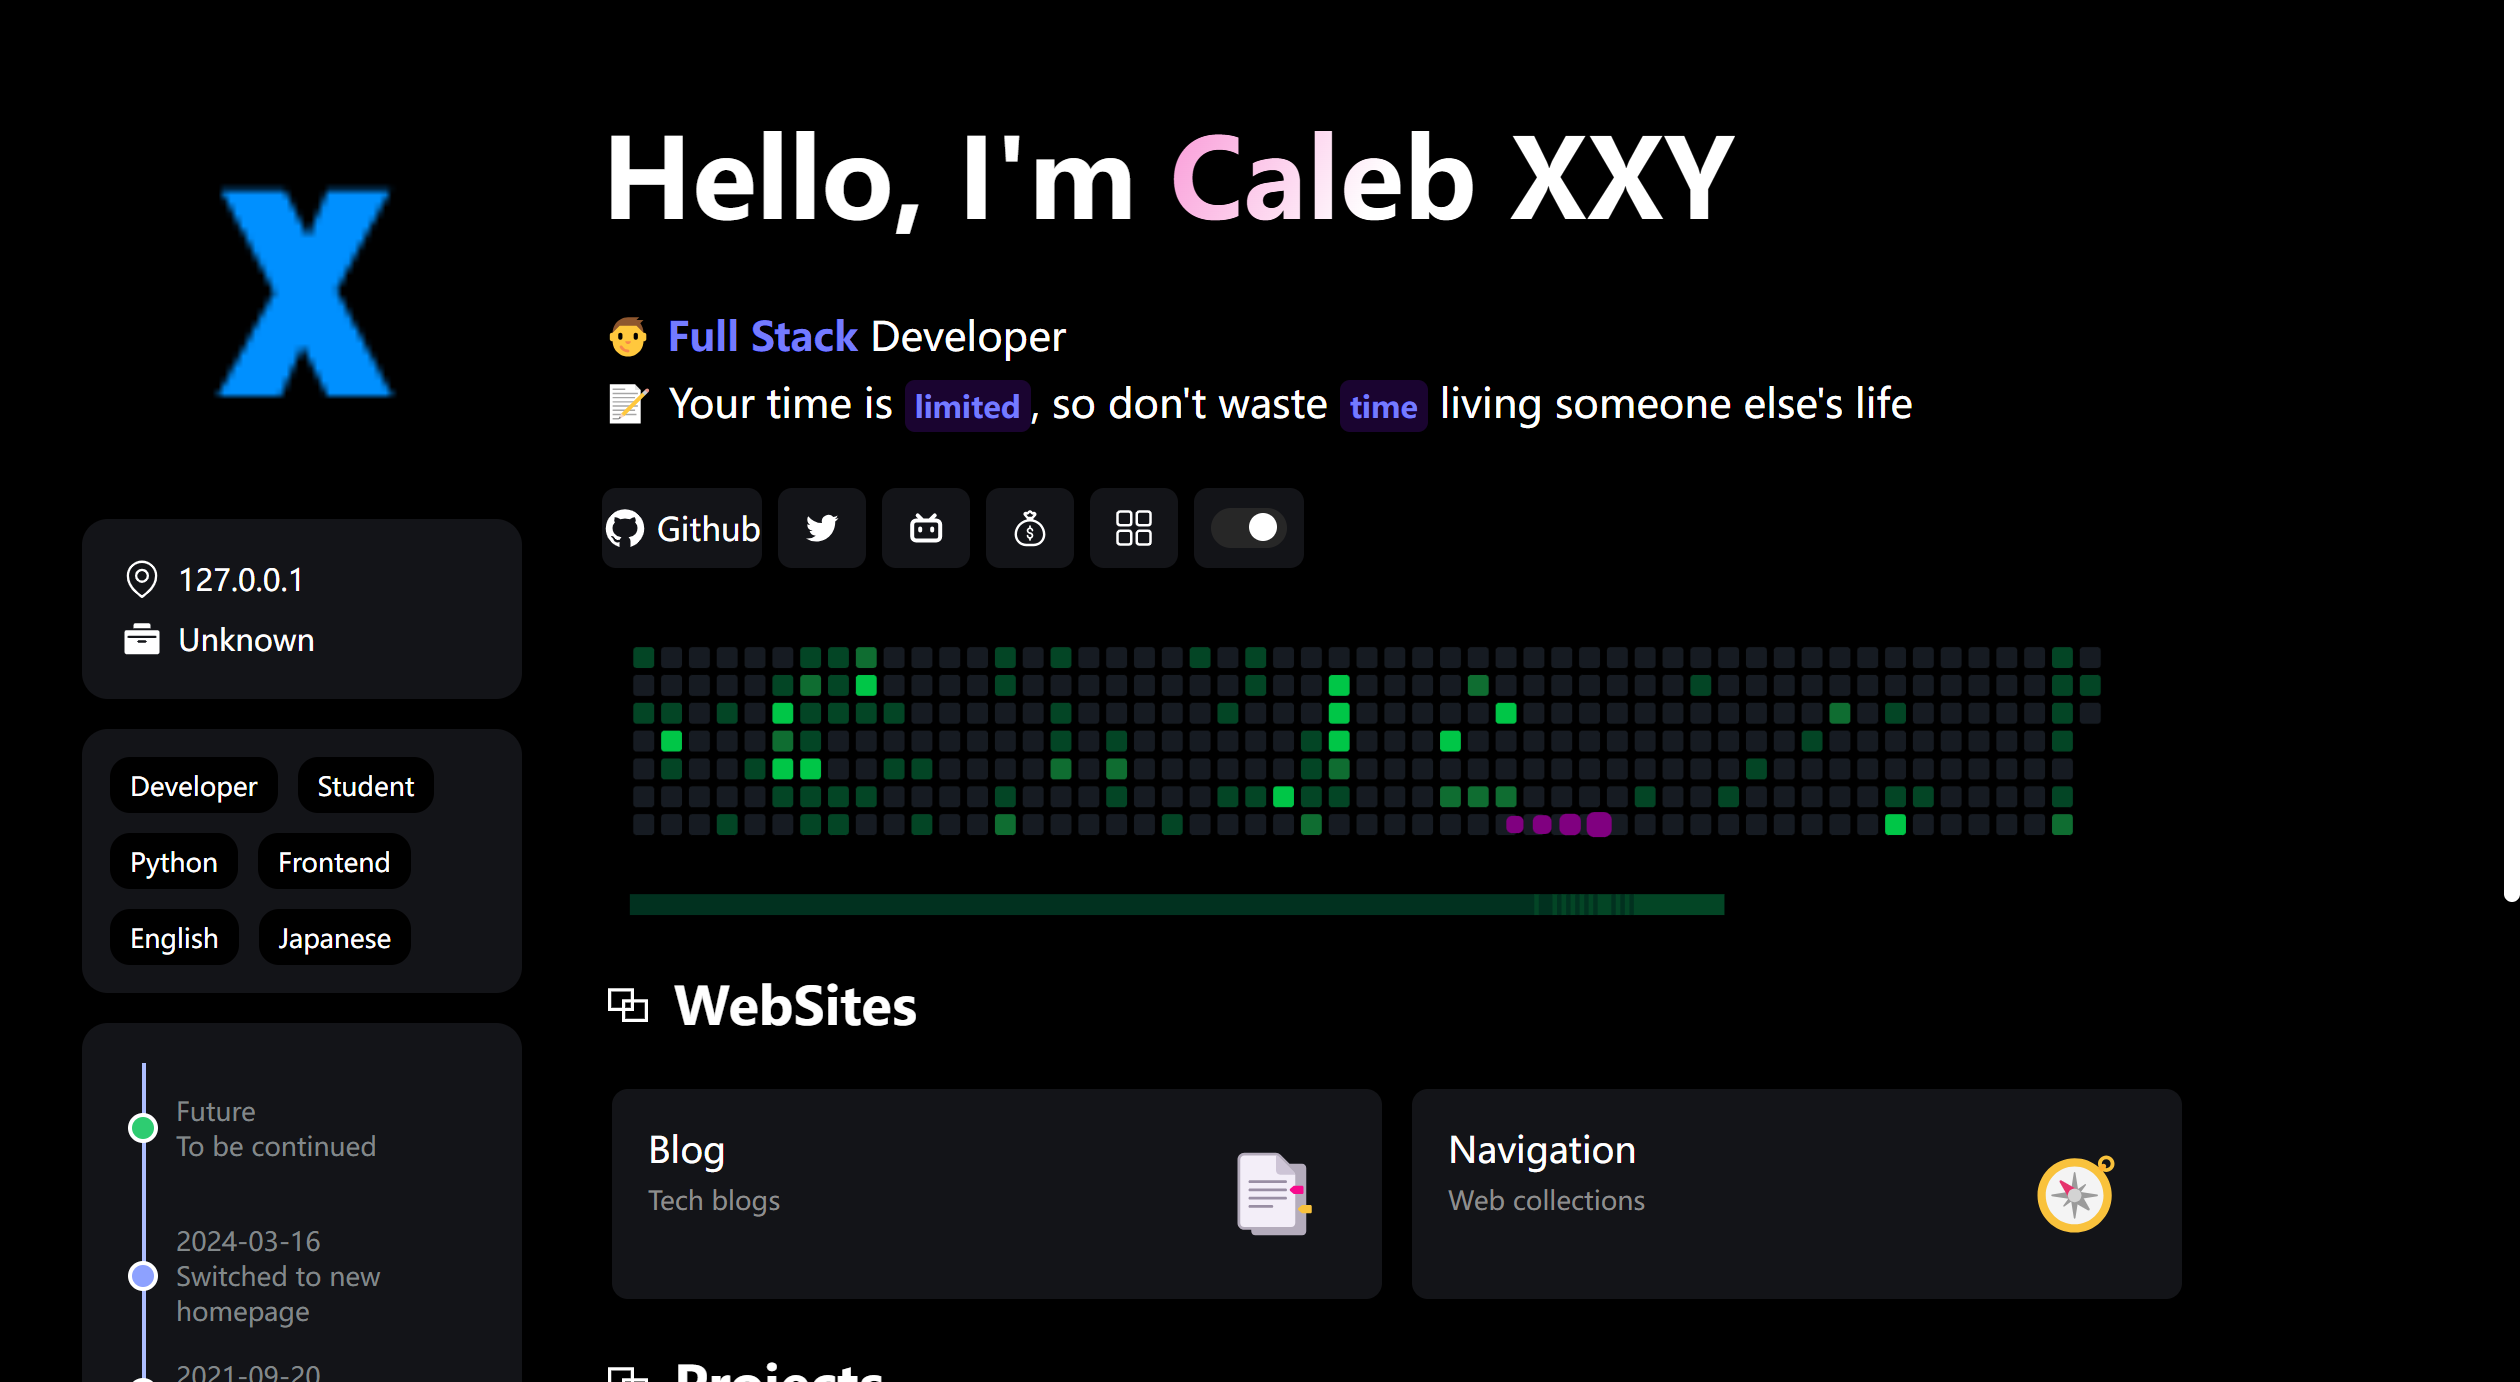 X
127.0.0.1
Unknown
Developer
Student
Python
Frontend
English
Japanese
Future
To be continued
2024-03-16
Switched to new
homepage
2021-09-20
Hello, I'm Caleb XXY
Full Stack Developer
Your time is limited, so don't waste time living someone else's life
Github
WebSites
Blog
Tech blogs
Navigation
Web collections
Projects